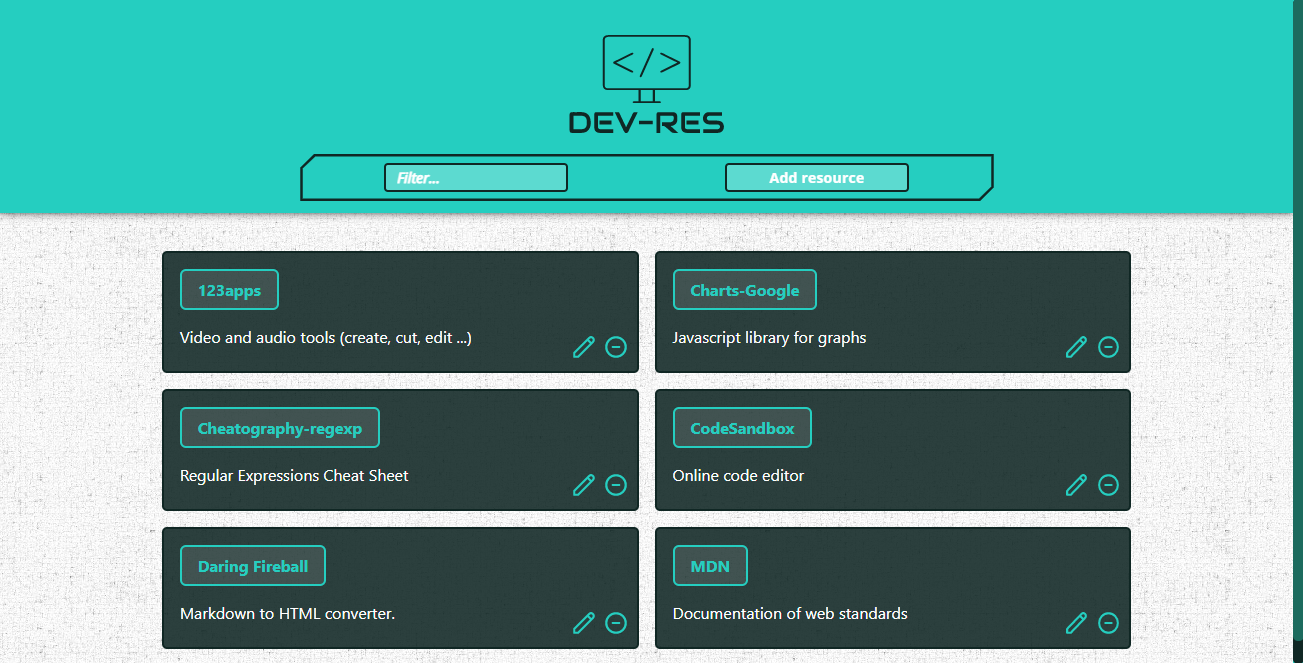 </>
DEV-RES
Filter...
Add resource
123apps
Video and audio tools (create, cut, edit ...)
Charts-Google
Javascript library for graphs
Cheatography-regexp
Regular Expressions Cheat Sheet
CodeSandbox
Online code editor
Daring Fireball
Markdown to HTML converter.
MDN
Documentation of web standards